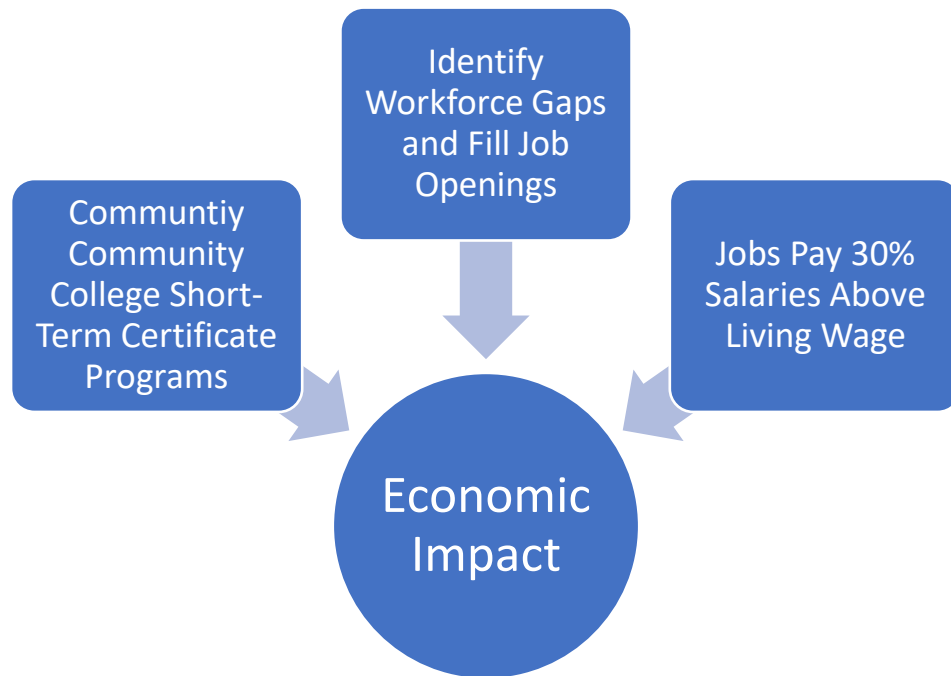 Identify
Workforce Gaps
and Fill Job
Openings
Communtiy
Community
College Short-
Term Certificate
Programs
Jobs Pay 30%
Salaries Above
Living Wage
Economic
Impact